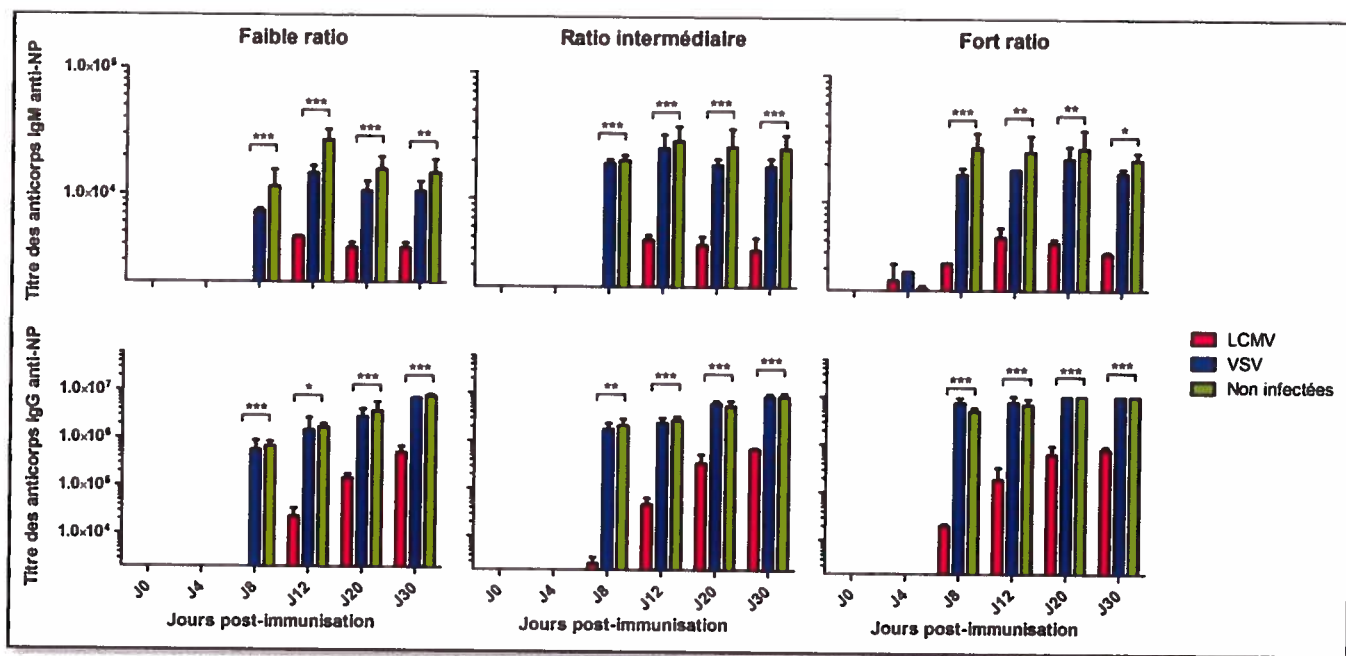 Faible ratio
Ratio intermédiaire
Fort ratio
Titre des anticorps IgM anti-NP
1.0×10⁵
1.0×10⁴
***
***
***
**
***
***
***
***
***
**
**
*
Titre des anticorps IgG anti-NP
1.0×10⁷
1.0×10⁶
1.0×10⁵
1.0×10⁴
***
*
***
***
**
***
***
***
***
***
***
***
LCMV
VSV
Non infectées
J0 J4 J8 J12 J20 J30
J0 J4 J8 J12 J20 J30
J0 J4 J8 J12 J20 J30
Jours post-immunisation
Jours post-immunisation
Jours post-immunisation